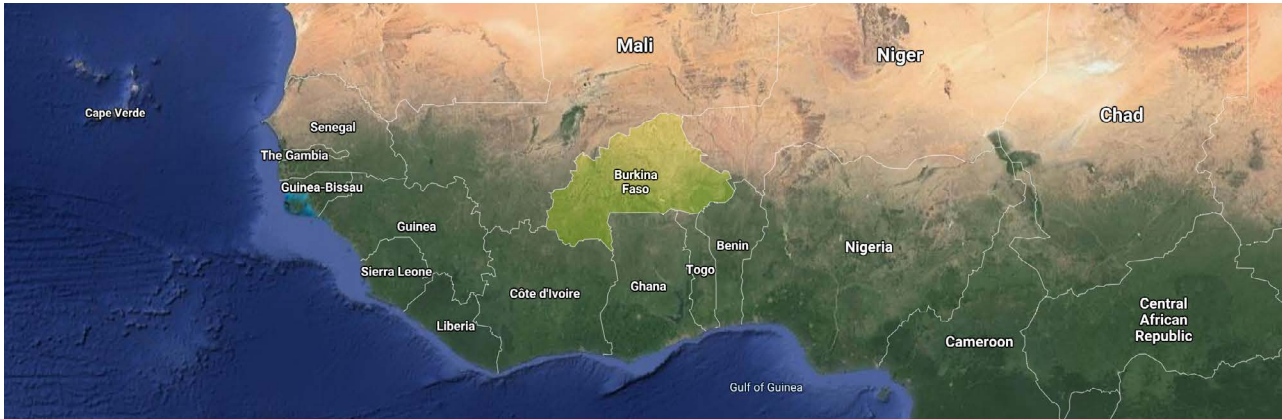 Mali
Niger
Chad
Cape Verde
Senegal
The Gambia
Burkina
Faso
Guinea-Bissau
Guinea
Benin
Nigeria
Sierra Leone
Togo
Ghana
Côte d'Ivoire
Liberia
Central
African
Republic
Cameroon
Gulf of Guinea